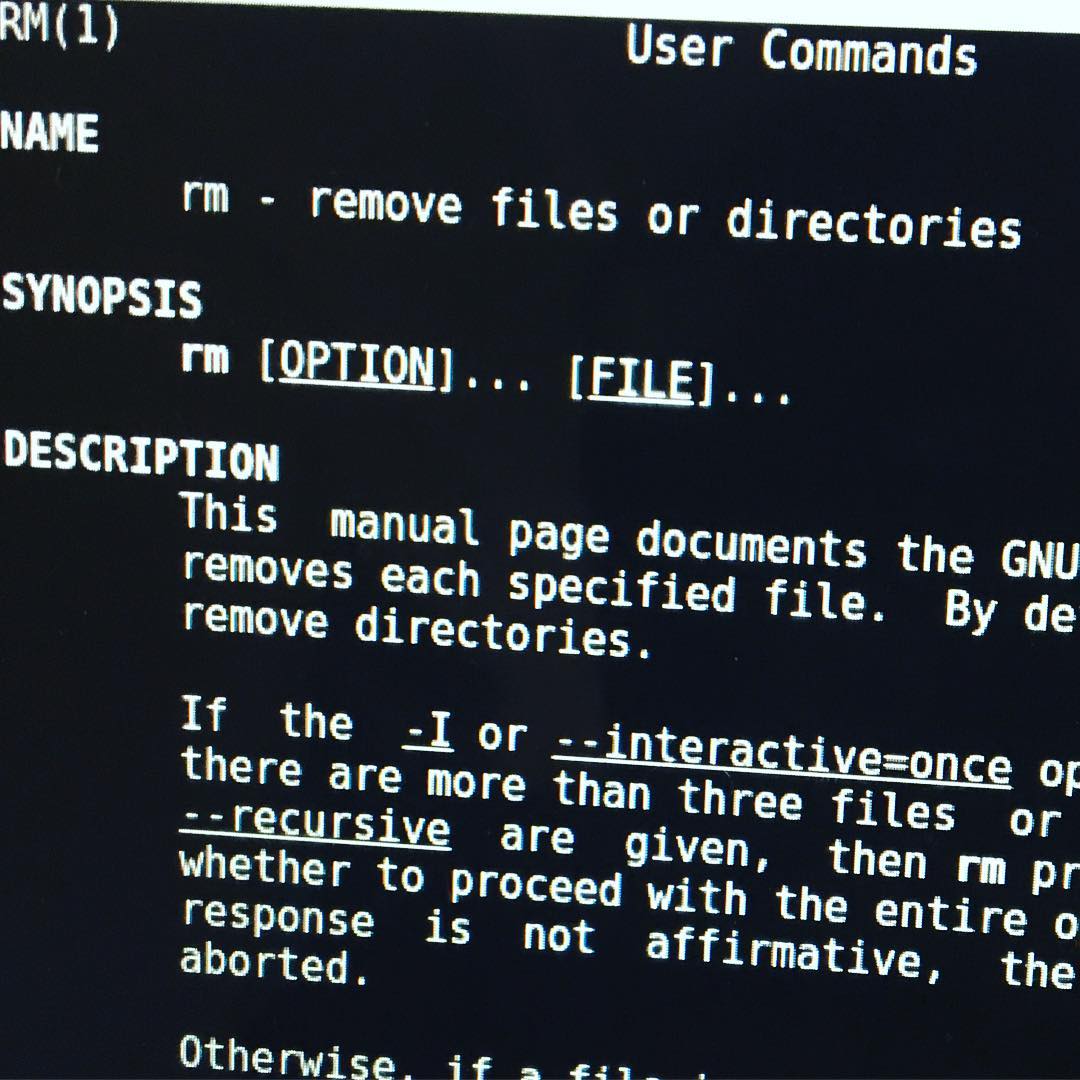 RM(1) User Commands
NAME
rm - remove files or directories
SYNOPSIS
rm [OPTION]... [FILE]...
DESCRIPTION
This manual page documents the GNU
removes each specified file. By de
remove directories.
If the -I or --interactive=once op
there are more than three files or
--recursive are given, then rm pr
whether to proceed with the entire o
response is not affirmative, the
aborted.
Otherwise, if a file